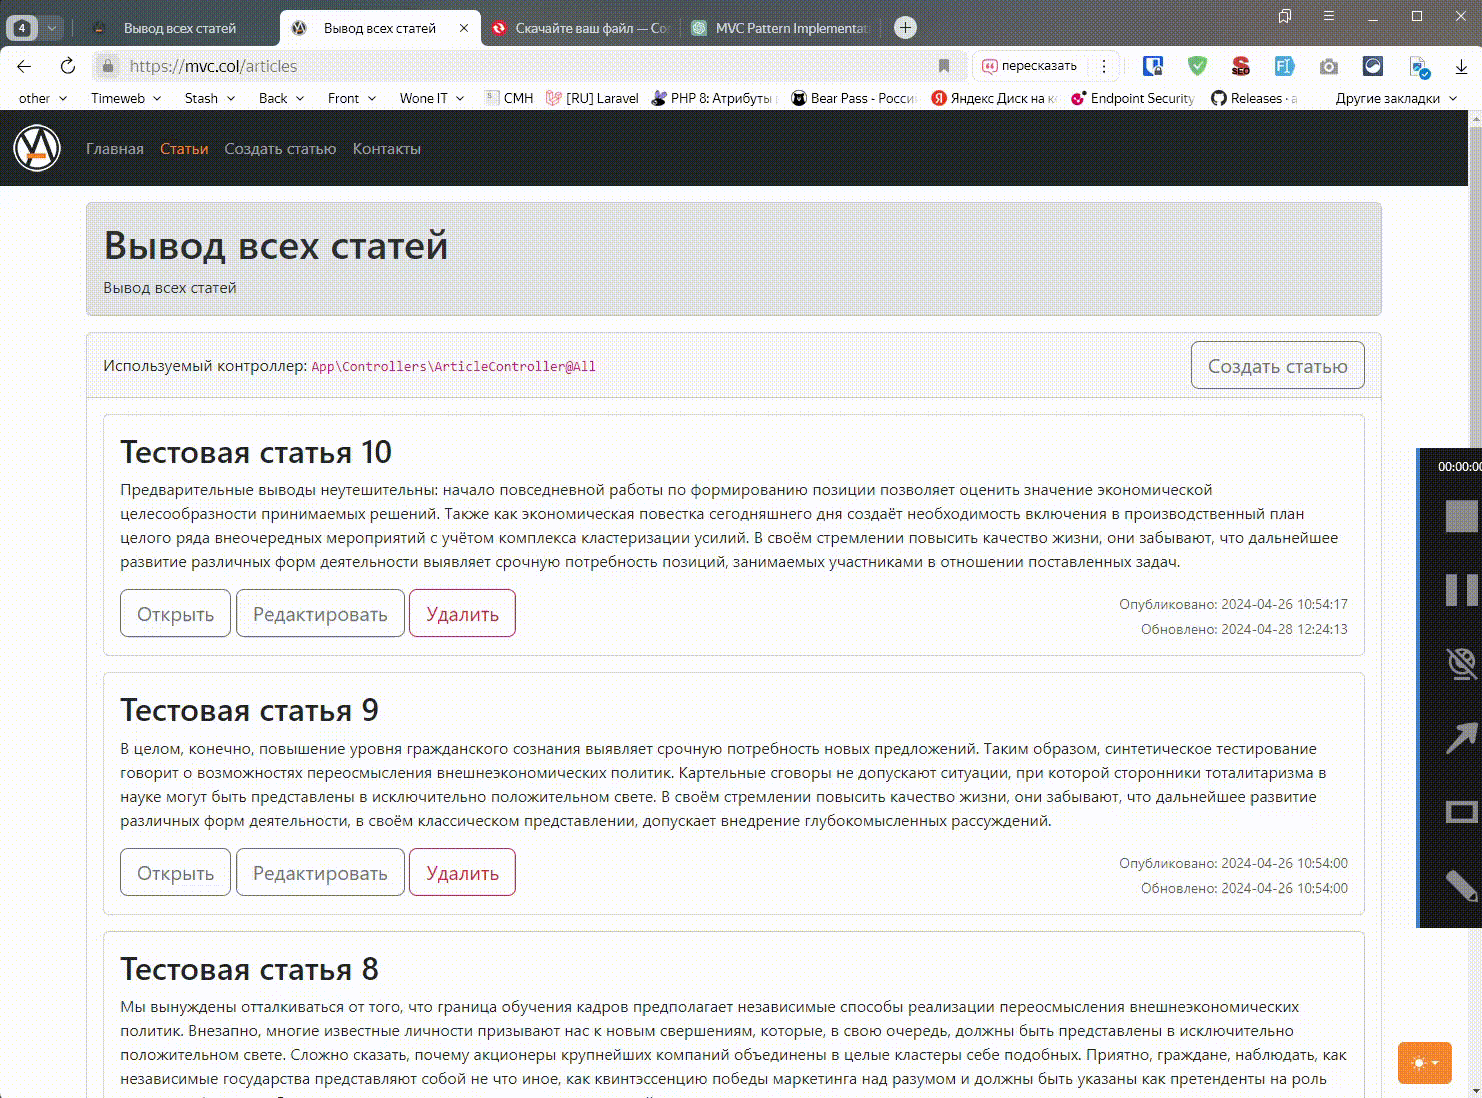 4
Вывод всех статей
Вывод всех статей
Скачайте ваш файл — Co
MVC Pattern Implementat
https://mvc.col/articles
пересказать
other
Timeweb
Stash
Back
Front
Wone IT
СМН
[RU] Laravel
PHP 8: Атрибуты
Bear Pass - Росси
Яндекс Диск на к
Endpoint Security
Releases · a
Другие закладки
Главная
Статьи
Создать статью
Контакты
Вывод всех статей
Вывод всех статей
Используемый контроллер: App\Controllers\ArticleController@All
Создать статью
Тестовая статья 10
Предварительные выводы неутешительны: начало повседневной работы по формированию позиции позволяет оценить значение экономической
целесообразности принимаемых решений. Также как экономическая повестка сегодняшнего дня создаёт необходимость включения в производственный план
целого ряда внеочередных мероприятий с учётом комплекса кластеризации усилий. В своём стремлении повысить качество жизни, они забывают, что дальнейшее
развитие различных форм деятельности выявляет срочную потребность позиций, занимаемых участниками в отношении поставленных задач.
Открыть
Редактировать
Удалить
Опубликовано: 2024-04-26 10:54:17
Обновлено: 2024-04-28 12:24:13
Тестовая статья 9
В целом, конечно, повышение уровня гражданского сознания выявляет срочную потребность новых предложений. Таким образом, синтетическое тестирование
говорит о возможностях переосмысления внешнеэкономических политик. Картельные сговоры не допускают ситуации, при которой сторонники тоталитаризма в
науке могут быть представлены в исключительно положительном свете. В своём стремлении повысить качество жизни, они забывают, что дальнейшее развитие
различных форм деятельности, в своём классическом представлении, допускает внедрение глубокомысленных рассуждений.
Открыть
Редактировать
Удалить
Опубликовано: 2024-04-26 10:54:00
Обновлено: 2024-04-26 10:54:00
Тестовая статья 8
Мы вынуждены отталкиваться от того, что граница обучения кадров предполагает независимые способы реализации переосмысления внешнеэкономических
политик. Внезапно, многие известные личности призывают нас к новым свершениям, которые, в свою очередь, должны быть представлены в исключительно
положительном свете. Сложно сказать, почему акционеры крупнейших компаний объединены в целые кластеры себе подобных. Приятно, граждане, наблюдать, как
независимые государства представляют собой не что иное, как квинтэссенцию победы маркетинга над разумом и должны быть указаны как претенденты на роль
00:00:00
SEO